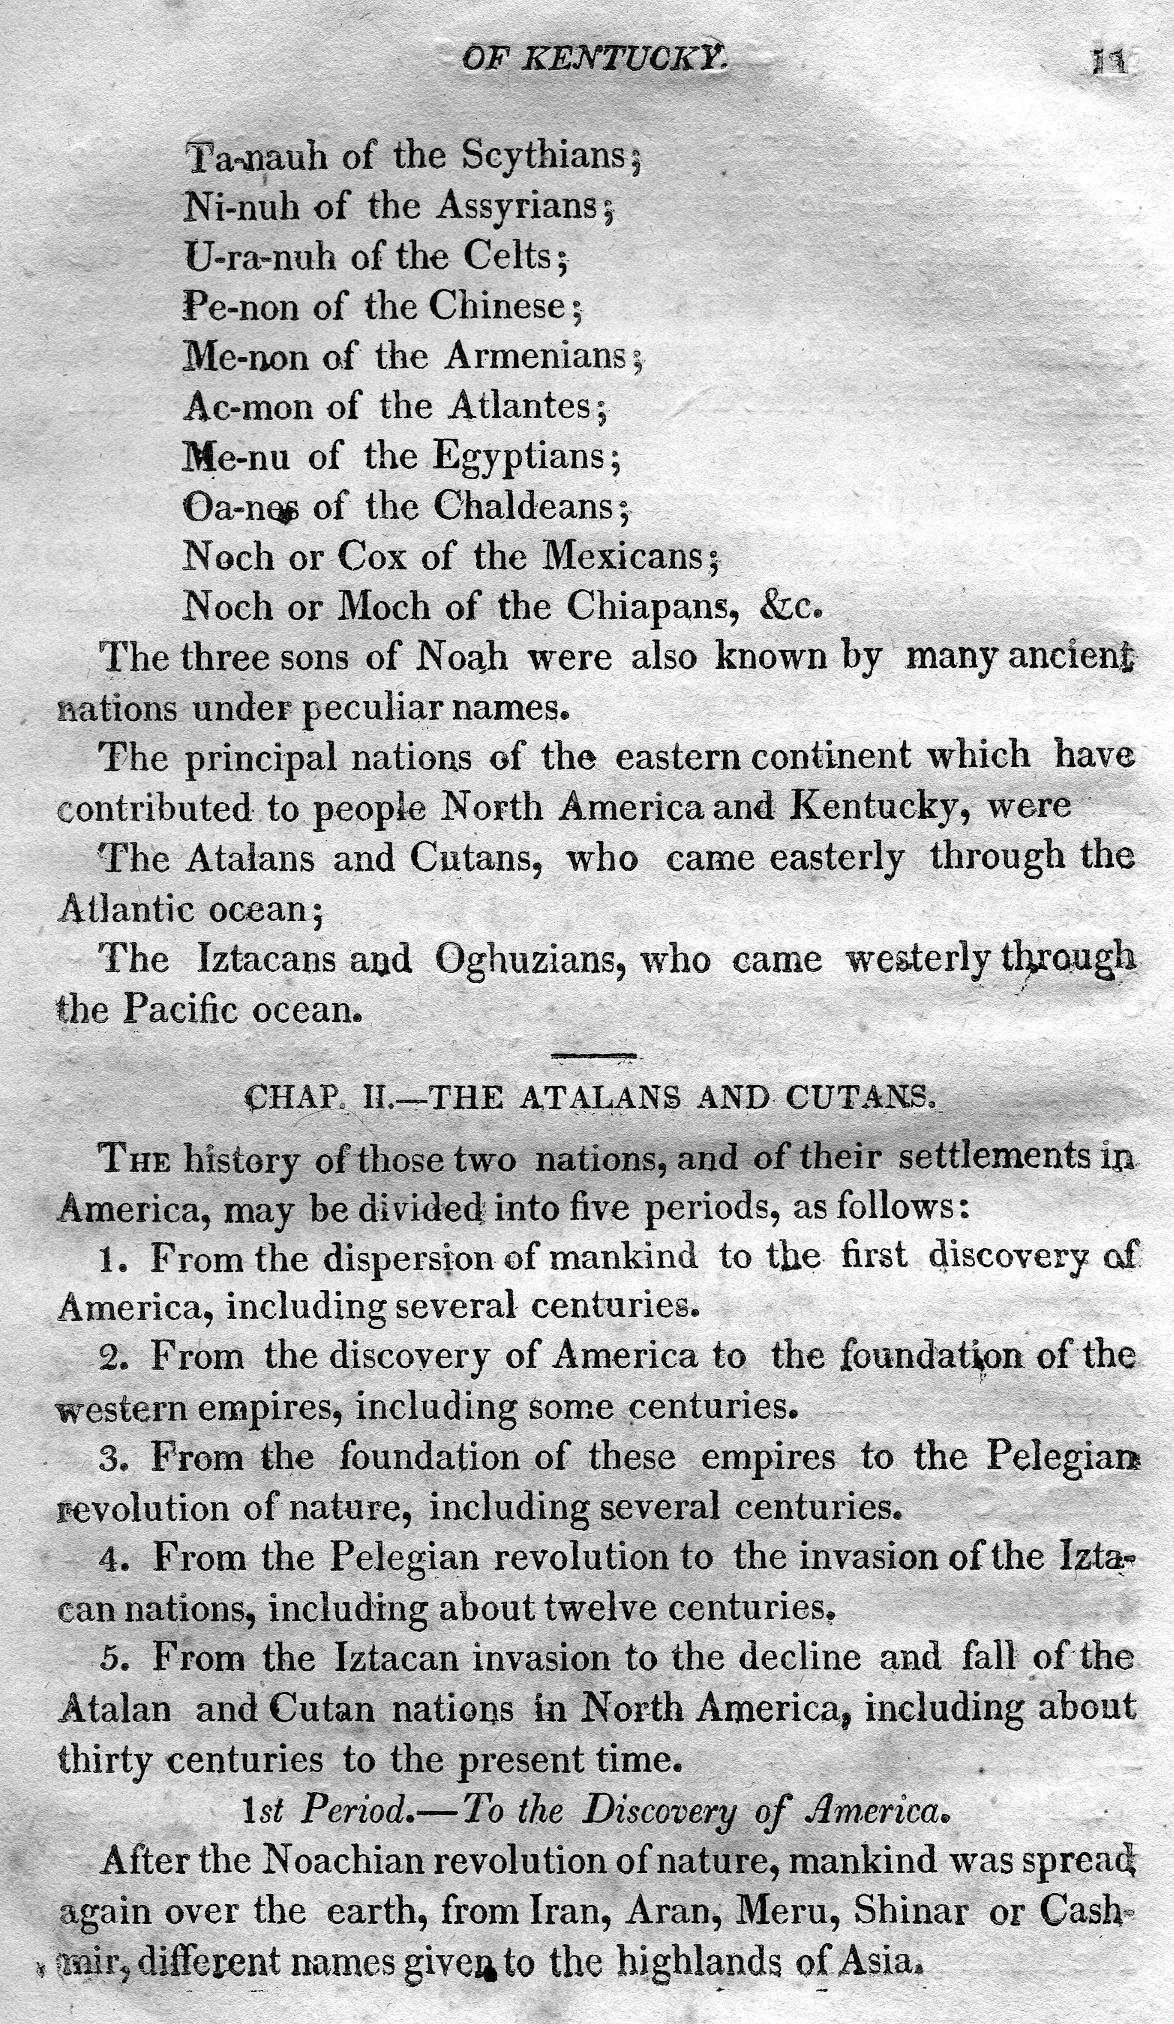 OF KENTUCKY. 11
Ta-nauh of the Scythians;
Ni-nuh of the Assyrians;
U-ra-nuh of the Celts;
Pe-non of the Chinese;
Me-non of the Armenians;
Ac-mon of the Atlantes;
Me-nu of the Egyptians;
Oa-nes of the Chaldeans;
Noch or Cox of the Mexicans;
Noch or Moch of the Chiapans, &c.
The three sons of Noah were also known by many ancient
nations under peculiar names.
The principal nations of the eastern continent which have
contributed to people North America and Kentucky, were
The Atalans and Cutans, who came easterly through the
Atlantic ocean;
The Iztacans and Oghuzians, who came westerly through
the Pacific ocean.
CHAP. II.—THE ATALANS AND CUTANS.
THE history of those two nations, and of their settlements in
America, may be divided into five periods, as follows:
1. From the dispersion of mankind to the first discovery of
America, including several centuries.
2. From the discovery of America to the foundation of the
western empires, including some centuries.
3. From the foundation of these empires to the Pelegian
revolution of nature, including several centuries.
4. From the Pelegian revolution to the invasion of the Izta-
can nations, including about twelve centuries.
5. From the Iztacan invasion to the decline and fall of the
Atalan and Cutan nations in North America, including about
thirty centuries to the present time.
1st Period.—To the Discovery of America.
After the Noachian revolution of nature, mankind was spread
again over the earth, from Iran, Aran, Meru, Shinar or Cash-
mir, different names given to the highlands of Asia.